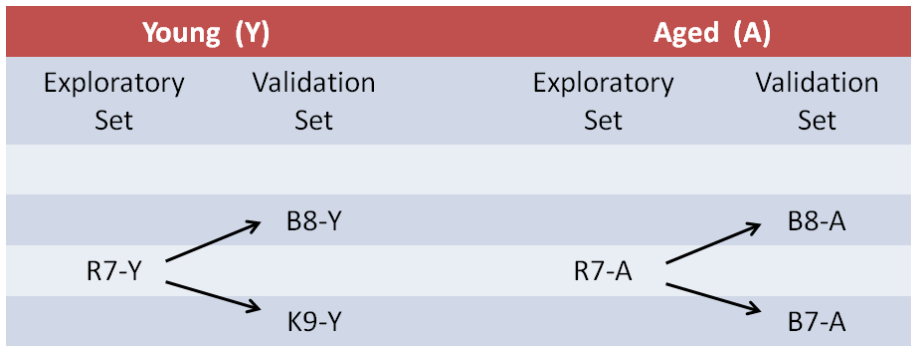 Young (Y) Aged (A)
Exploratory Set Validation Set Exploratory Set Validation Set
B8-Y B8-A
R7-Y R7-A
K9-Y B7-A